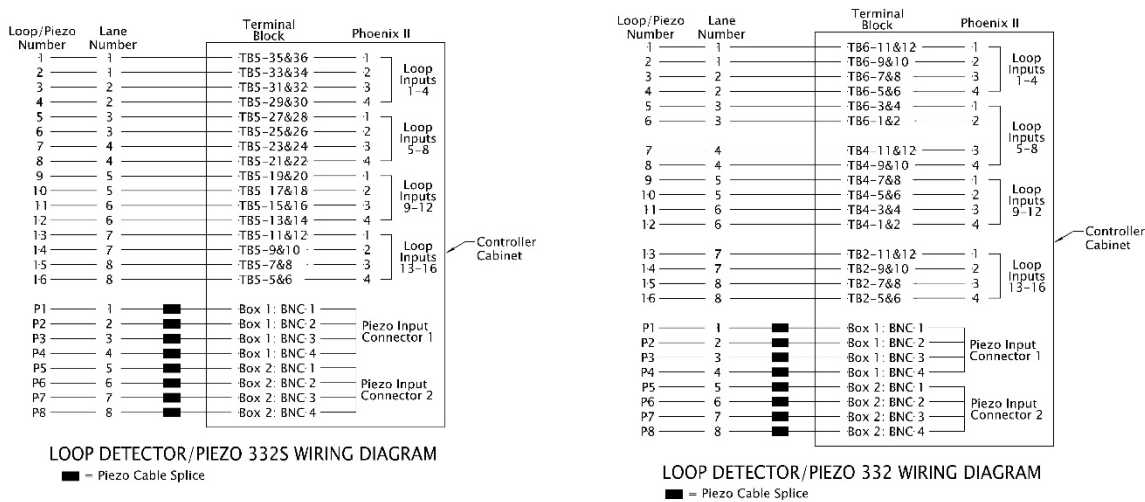 Loop/Piezo Number Lane Number Terminal Block Phoenix II
1 1 TB5-35&36 1
2 1 TB5-33&34 2
3 2 TB5-31&32 3
4 2 TB5-29&30 4
Loop Inputs 1-4
5 3 TB5-27&28 1
6 3 TB5-25&26 2
7 4 TB5-23&24 3
8 4 TB5-21&22 4
Loop Inputs 5-8
9 5 TB5-19&20 1
10 5 TB5-17&18 2
11 6 TB5-15&16 3
12 6 TB5-13&14 4
Loop Inputs 9-12
13 7 TB5-11&12 1
14 7 TB5-9&10 2
15 8 TB5-7&8 3
16 8 TB5-5&6 4
Loop Inputs 13-16
Controller Cabinet
P1 1 Box 1: BNC-1
P2 2 Box 1: BNC-2
P3 3 Box 1: BNC-3
P4 4 Box 1: BNC-4
Piezo Input Connector 1
P5 5 Box 2: BNC-1
P6 6 Box 2: BNC-2
P7 7 Box 2: BNC-3
P8 8 Box 2: BNC-4
Piezo Input Connector 2
LOOP DETECTOR/PIEZO 332S WIRING DIAGRAM
= Piezo Cable Splice
Loop/Piezo Number Lane Number Terminal Block Phoenix II
1 1 TB6-11&12 1
2 1 TB6-9&10 2
3 2 TB6-7&8 3
4 2 TB6-5&6 4
Loop Inputs 1-4
5 3 TB6-3&4 1
6 3 TB6-1&2 2
7 4 TB4-11&12 3
8 4 TB4-9&10 4
Loop Inputs 5-8
9 5 TB4-7&8 1
10 5 TB4-5&6 2
11 6 TB4-3&4 3
12 6 TB4-1&2 4
Loop Inputs 9-12
13 7 TB2-11&12 1
14 7 TB2-9&10 2
15 8 TB2-7&8 3
16 8 TB2-5&6 4
Loop Inputs 13-16
Controller Cabinet
P1 1 Box 1: BNC-1
P2 2 Box 1: BNC-2
P3 3 Box 1: BNC-3
P4 4 Box 1: BNC-4
Piezo Input Connector 1
P5 5 Box 2: BNC-1
P6 6 Box 2: BNC-2
P7 7 Box 2: BNC-3
P8 8 Box 2: BNC-4
Piezo Input Connector 2
LOOP DETECTOR/PIEZO 332 WIRING DIAGRAM
= Piezo Cable Splice